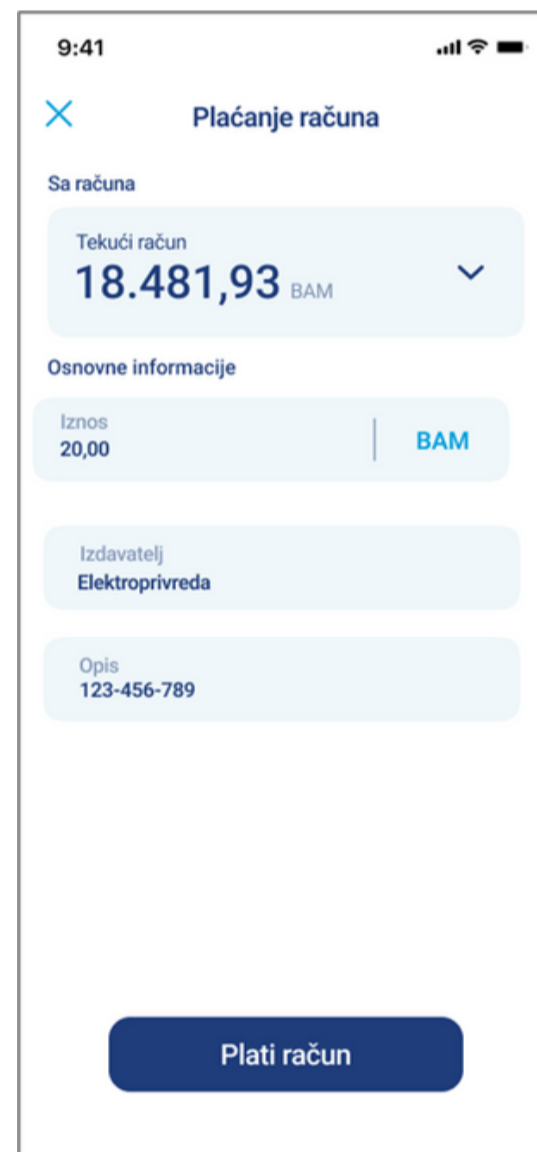 9:41
Plaćanje računa
Sa računa
Tekući račun
18.481,93 BAM
Osnovne informacije
Iznos
20,00
BAM
Izdavatelj
Elektroprivreda
Opis
123-456-789
Plati račun